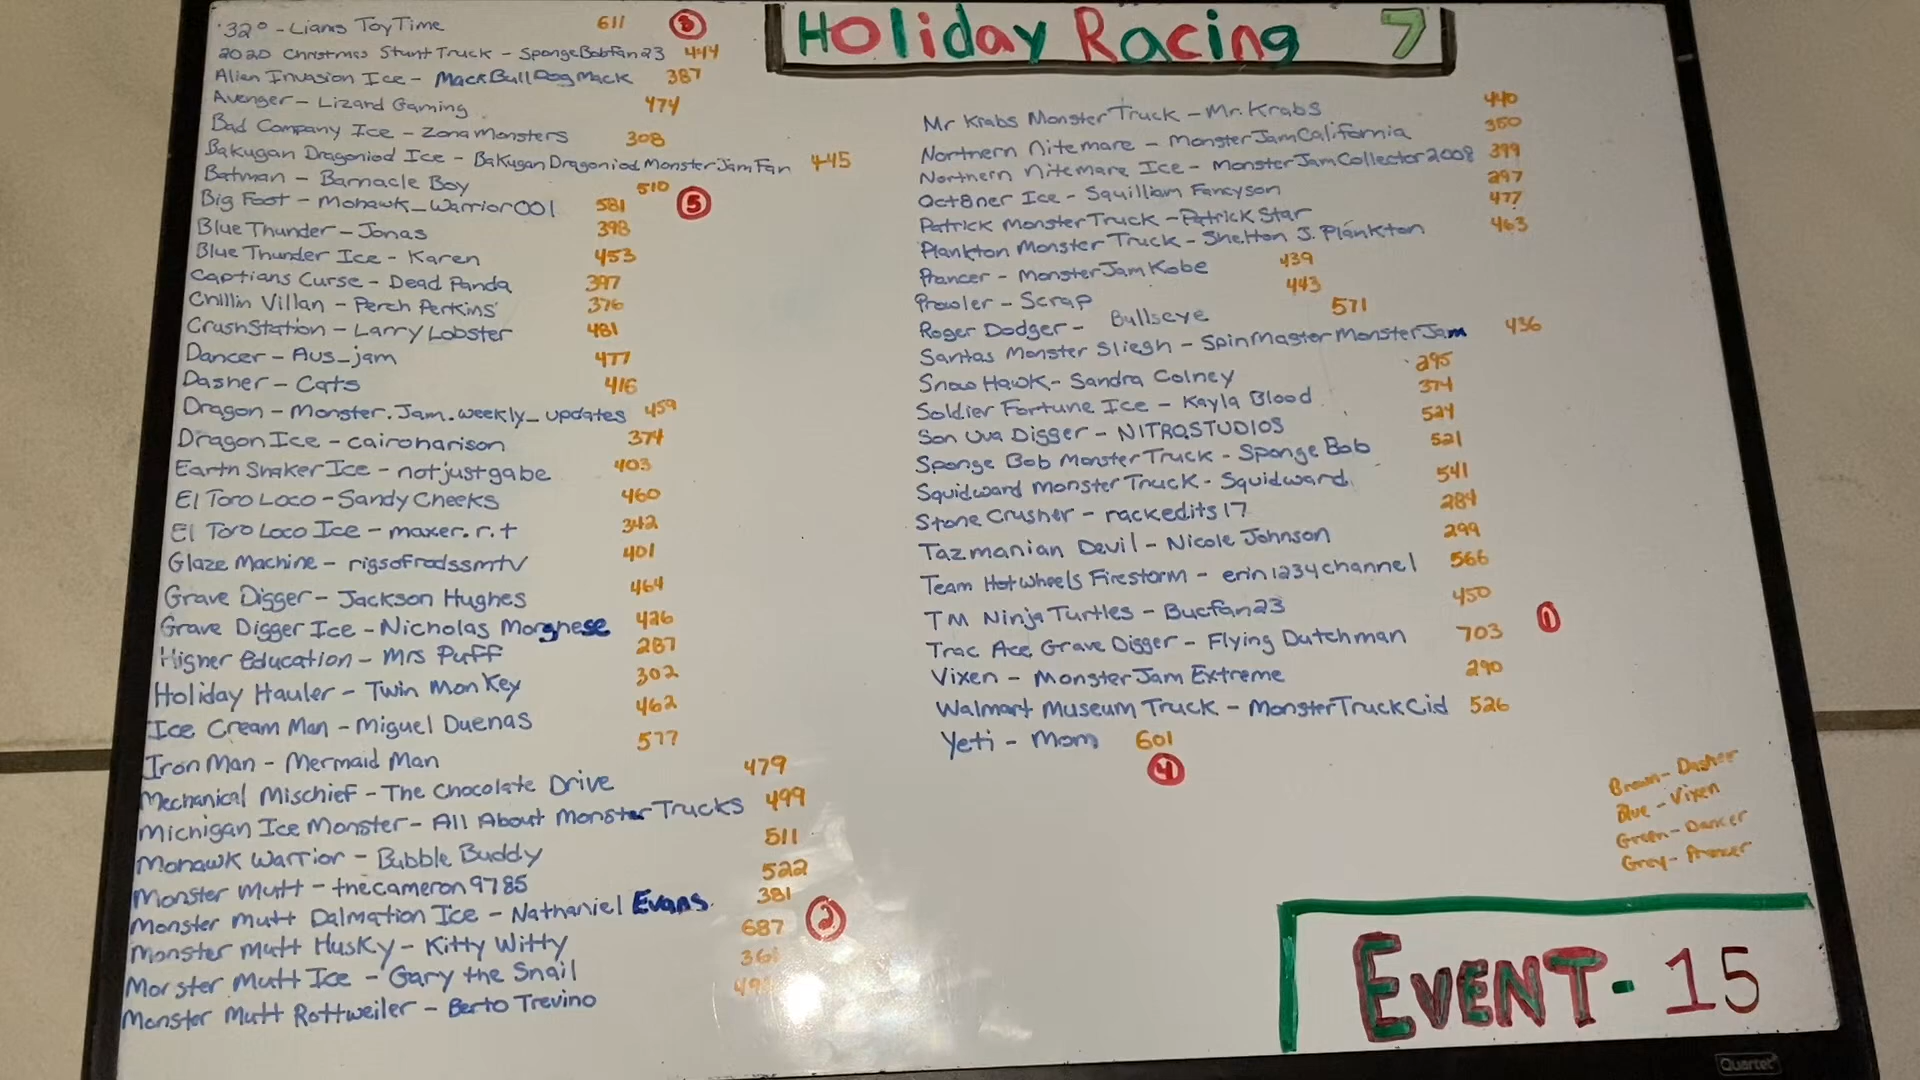 Holiday Racing 7
32° - Liams ToyTime 611 3
2020 Christmas Stunt Truck - SpongeBobfan23 444
Alien Invasion Ice - MackBullDogMack 387
Avenger - Lizard Gaming 474
Bad Company Ice - Zona Monsters 308
Bakugan Dragoniod Ice - Bakugan Dragoniod MonsterJamFan 445
Batman - Barnacle Boy 510
Big Foot - Mohawk_Warrior001 581 5
Blue Thunder - Jonas 398
Blue Thunder Ice - Karen 453
Captians Curse - Dead Panda 397
Chillin Villan - Perch Perkins 376
CrushStation - Larry Lobster 481
Dancer - Aus_jam 477
Dasher - Cats 416
Dragon - Monster.Jam.weekly_updates 459
Dragon Ice - cairoharison 374
Earth Shaker Ice - notjustgabe 403
El Toro Loco - Sandy Cheeks 460
El Toro Loco Ice - maxer.r.t 342
Glaze Machine - rigsofrodssmtv 401
Grave Digger - Jackson Hughes 464
Grave Digger Ice - Nicholas Morghese 426
Higher Education - Mrs Puff 287
Holiday Hauler - Twin Monkey 302
Ice Cream Man - Miguel Duenas 462
Iron Man - Mermaid Man 577
Mechanical Mischief - The Chocolate Drive 479
Michigan Ice Monster - All About Monster Trucks 499
Mohawk Warrior - Bubble Buddy 511
Monster Mutt - thecameron9785 522
Monster Mutt Dalmation Ice - Nathaniel Evans. 381
Monster Mutt Husky - Kitty Witty 687 2
Monster Mutt Ice - Gary the Snail
Monster Mutt Rottweiler - Berto Trevino
Mr Krabs Monster Truck - Mr. Krabs 440
Northern Nitemare - MonsterJamCalifornia 350
Northern Nitemare Ice - MonsterJamCollector2008 399
Oct8ner Ice - Squilliam Fancyson 297
Patrick Monster Truck - Patrick Star 477
Plankton Monster Truck - Shelton J. Plankton 463
Prancer - MonsterJamKobe 439
Prowler - Scrap 443
Roger Dodger - Bullseye 571
Santas Monster Sliegh - SpinMaster MonsterJam 436
Snow Hawk - Sandra Colney 295
Soldier Fortune Ice - Kayla Blood 374
Son Uva Digger - NITROSTUDIOS 524
Sponge Bob Monster Truck - Sponge Bob 521
Squidward Monster Truck - Squidward 541
Stone Crusher - rackedits17 284
Tazmanian Devil - Nicole Johnson 299
Team Hot Wheels Firestorm - erin1234channel 566
TM Ninja Turtles - Bucfan23 450
Trac Ace Grave Digger - Flying Dutchman 703 1
Vixen - MonsterJam Extreme 290
Walmart Museum Truck - MonsterTruckCid 526
Yeti - Mom 601
4
Brown - Dasher
Blue - Vixen
Green - Dancer
Grey - Prancer
EVENT - 15
Quartet